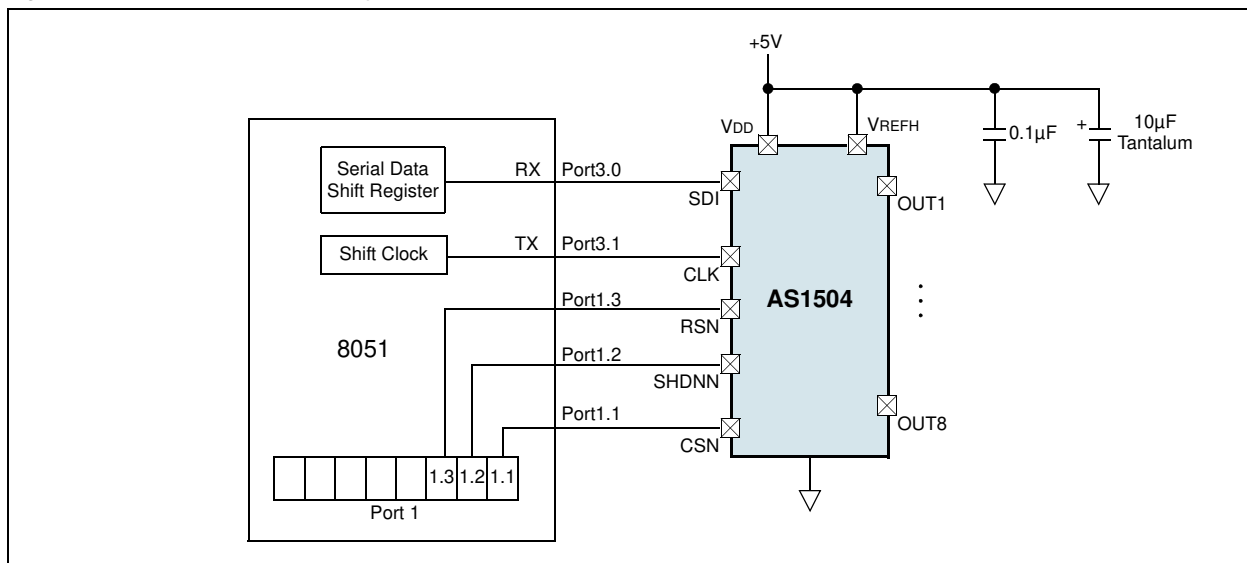 +5V
VDD
VREFH
0.1µF
+
10µF
Tantalum
Serial Data
Shift Register
RX
Port3.0
SDI
OUT1
Shift Clock
TX
Port3.1
CLK
AS1504
Port1.3
RSN
8051
Port1.2
SHDNN
Port1.1
CSN
OUT8
1.3
1.2
1.1
Port 1